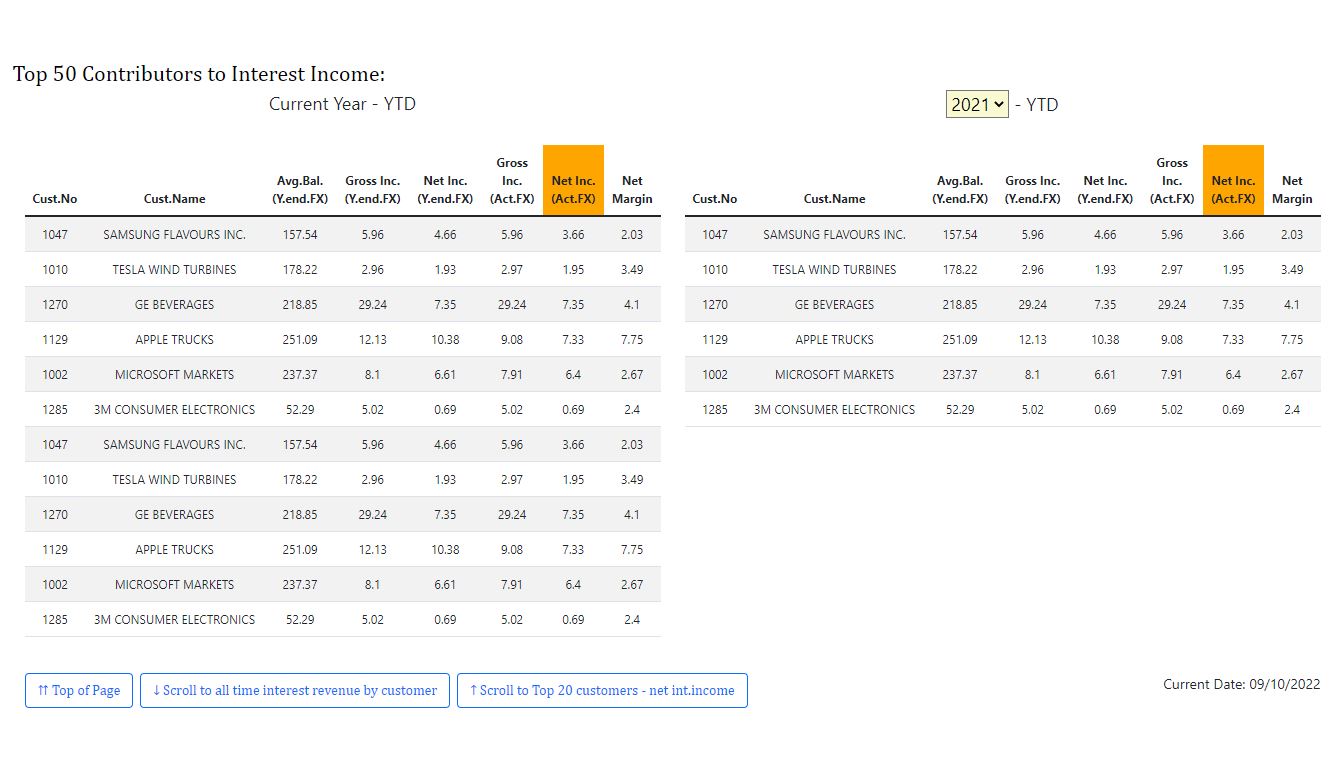 Top 50 Contributors to Interest Income:
Current Year - YTD
2021 - YTD
Cust.No Cust.Name Avg.Bal. (Y.end.FX) Gross Inc. (Y.end.FX) Net Inc. (Y.end.FX) Gross Inc. (Act.FX) Net Inc. (Act.FX) Net Margin
1047 SAMSUNG FLAVOURS INC. 157.54 5.96 4.66 5.96 3.66 2.03
1010 TESLA WIND TURBINES 178.22 2.96 1.93 2.97 1.95 3.49
1270 GE BEVERAGES 218.85 29.24 7.35 29.24 7.35 4.1
1129 APPLE TRUCKS 251.09 12.13 10.38 9.08 7.33 7.75
1002 MICROSOFT MARKETS 237.37 8.1 6.61 7.91 6.4 2.67
1285 3M CONSUMER ELECTRONICS 52.29 5.02 0.69 5.02 0.69 2.4
1047 SAMSUNG FLAVOURS INC. 157.54 5.96 4.66 5.96 3.66 2.03
1010 TESLA WIND TURBINES 178.22 2.96 1.93 2.97 1.95 3.49
1270 GE BEVERAGES 218.85 29.24 7.35 29.24 7.35 4.1
1129 APPLE TRUCKS 251.09 12.13 10.38 9.08 7.33 7.75
1002 MICROSOFT MARKETS 237.37 8.1 6.61 7.91 6.4 2.67
1285 3M CONSUMER ELECTRONICS 52.29 5.02 0.69 5.02 0.69 2.4
Cust.No Cust.Name Avg.Bal. (Y.end.FX) Gross Inc. (Y.end.FX) Net Inc. (Y.end.FX) Gross Inc. (Act.FX) Net Inc. (Act.FX) Net Margin
1047 SAMSUNG FLAVOURS INC. 157.54 5.96 4.66 5.96 3.66 2.03
1010 TESLA WIND TURBINES 178.22 2.96 1.93 2.97 1.95 3.49
1270 GE BEVERAGES 218.85 29.24 7.35 29.24 7.35 4.1
1129 APPLE TRUCKS 251.09 12.13 10.38 9.08 7.33 7.75
1002 MICROSOFT MARKETS 237.37 8.1 6.61 7.91 6.4 2.67
1285 3M CONSUMER ELECTRONICS 52.29 5.02 0.69 5.02 0.69 2.4
⇈ Top of Page
↓ Scroll to all time interest revenue by customer
↑ Scroll to Top 20 customers - net int.income
Current Date: 09/10/2022